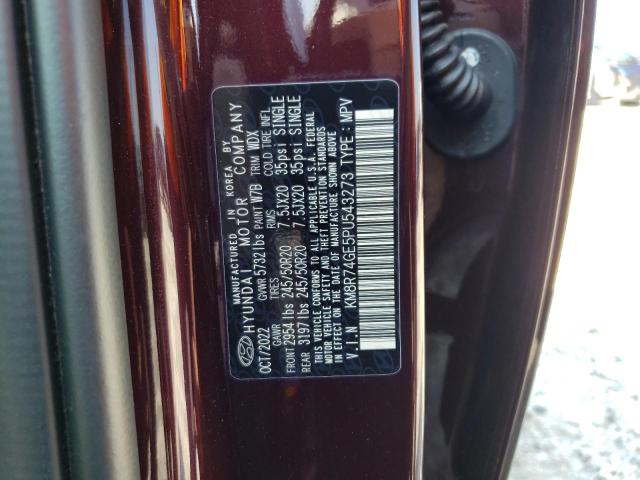 MANUFACTURED IN KOREA BY
HYUNDAI MOTOR COMPANY
OCT/2022 GVWR 5732 lbs PAINT W7B TRIM WDX
GAWR TIRES RIMS COLD TIRE INFL
FRONT 2954 lbs 245/50R20 7.5JX20 35psi SINGLE
REAR 3197 lbs 245/50R20 7.5JX20 35psi SINGLE
THIS VEHICLE CONFORMS TO ALL APPLICABLE U.S.A. FEDERAL
MOTOR VEHICLE SAFETY, BUMPER AND THEFT PREVENTION STANDARDS
IN EFFECT ON THE DATE OF MANUFACTURE SHOWN ABOVE
V.I.N : KM8R74GE5PU543273 TYPE : MPV